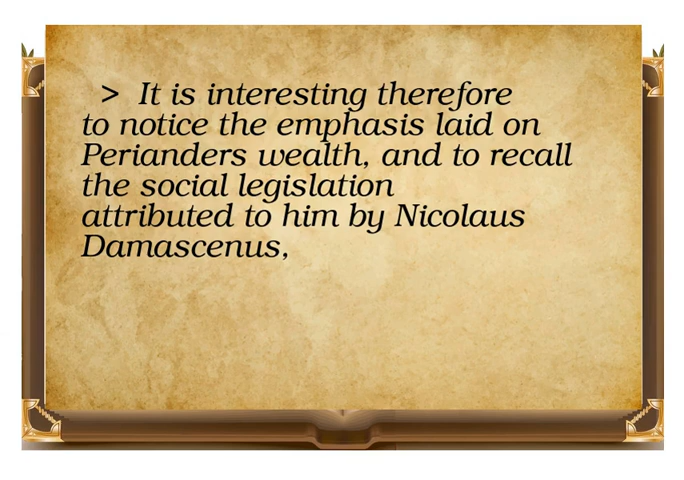 > It is interesting therefore
to notice the emphasis laid on
Perianders wealth, and to recall
the social legislation
attributed to him by Nicolaus
Damascenus,